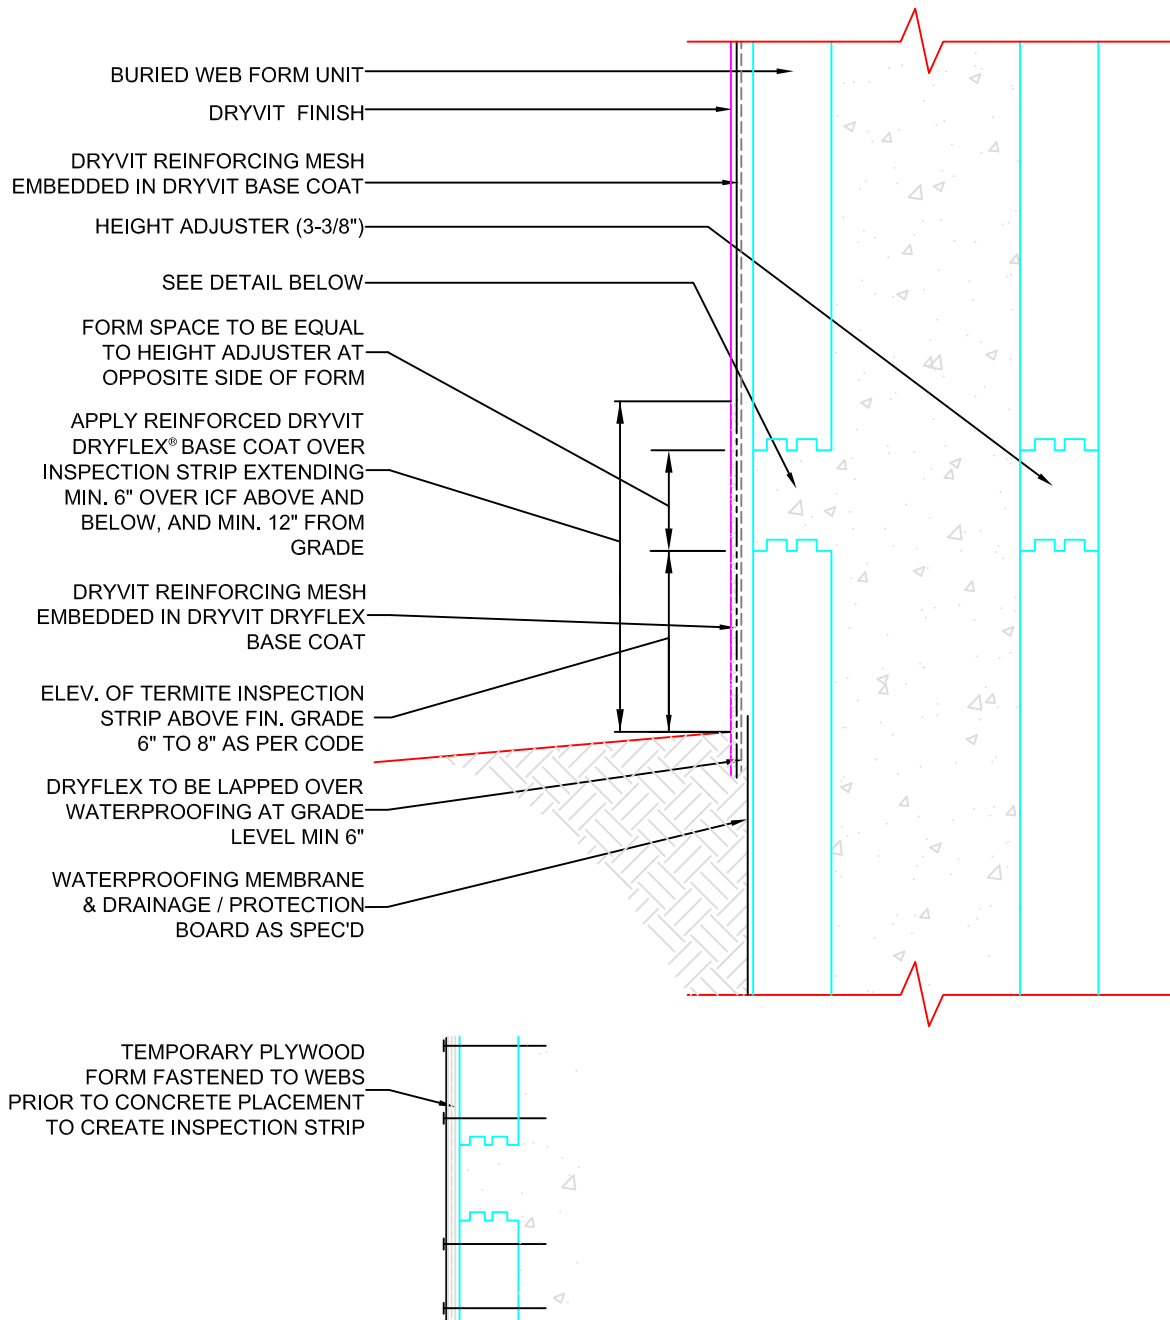 BURIED WEB FORM UNIT
DRYVIT FINISH
DRYVIT REINFORCING MESH
EMBEDDED IN DRYVIT BASE COAT
HEIGHT ADJUSTER (3-3/8")
SEE DETAIL BELOW
FORM SPACE TO BE EQUAL
TO HEIGHT ADJUSTER AT
OPPOSITE SIDE OF FORM
APPLY REINFORCED DRYVIT
DRYFLEX® BASE COAT OVER
INSPECTION STRIP EXTENDING
MIN. 6" OVER ICF ABOVE AND
BELOW, AND MIN. 12" FROM
GRADE
DRYVIT REINFORCING MESH
EMBEDDED IN DRYVIT DRYFLEX
BASE COAT
ELEV. OF TERMITE INSPECTION
STRIP ABOVE FIN. GRADE
6" TO 8" AS PER CODE
DRYFLEX TO BE LAPPED OVER
WATERPROOFING AT GRADE
LEVEL MIN 6"
WATERPROOFING MEMBRANE
& DRAINAGE / PROTECTION
BOARD AS SPEC'D
TEMPORARY PLYWOOD
FORM FASTENED TO WEBS
PRIOR TO CONCRETE PLACEMENT
TO CREATE INSPECTION STRIP